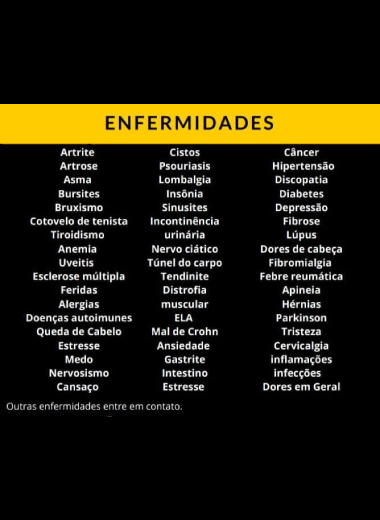 ENFERMIDADES
Artrite
Artrose
Asma
Bursites
Bruxismo
Cotovelo de tenista
Tiroidismo
Anemia
Uveitis
Esclerose múltipla
Feridas
Alergias
Doenças autoimunes
Queda de Cabelo
Estresse
Medo
Nervosismo
Cansaço
Cistos
Psouriasis
Lombalgia
Insônia
Sinusites
Incontinência
urinária
Nervo ciático
Túnel do carpo
Tendinite
Distrofia
muscular
ELA
Mal de Crohn
Ansiedade
Gastrite
Intestino
Estresse
Câncer
Hipertensão
Discopatia
Diabetes
Depressão
Fibrose
Lúpus
Dores de cabeça
Fibromialgia
Febre reumática
Apineia
Hérnias
Parkinson
Tristeza
Cervicalgia
inflamações
infecções
Dores em Geral
Outras enfermidades entre em contato.